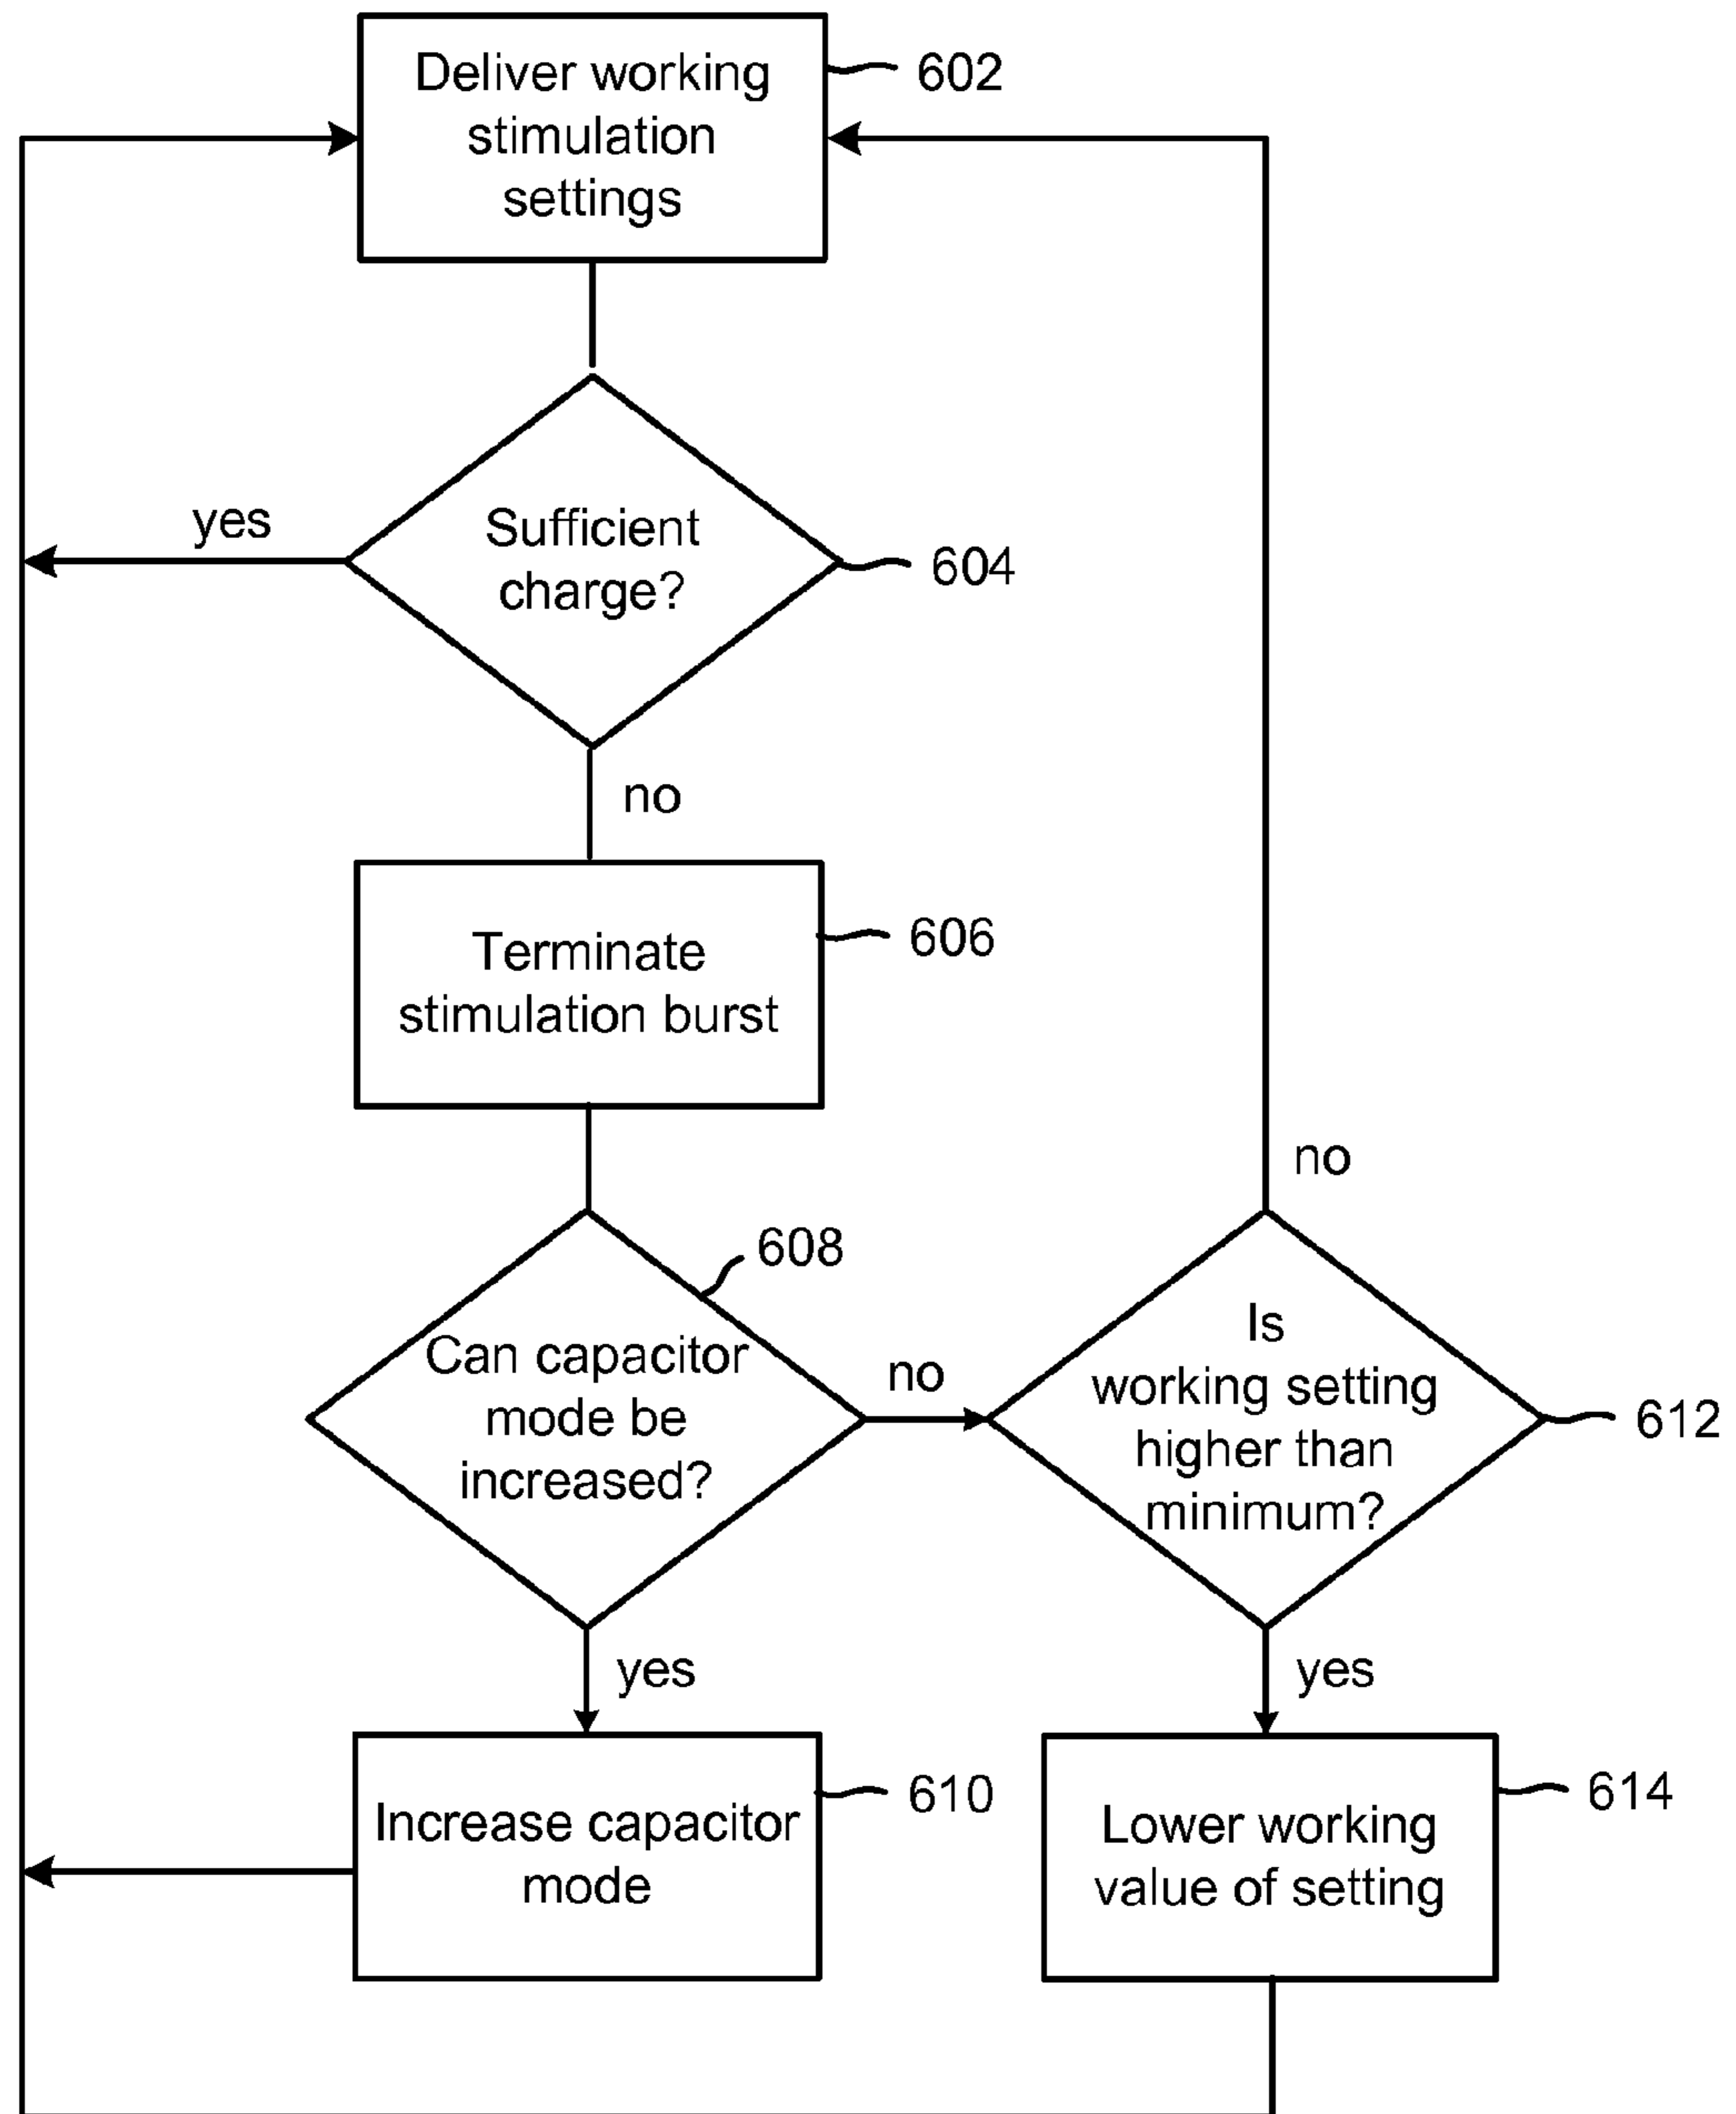 Deliver working
stimulation
settings
602
yes
Sufficient
charge?
604
no
Terminate
stimulation burst
606
608
Can capacitor
mode be
increased?
no
no
Is
working setting
higher than
minimum?
612
yes
yes
Increase capacitor
mode
610
Lower working
value of setting
614